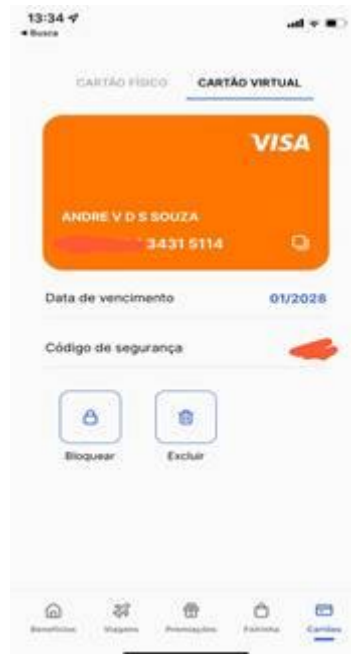 13:34
Busca
CARTÃO FÍSICO
CARTÃO VIRTUAL
VISA
ANDRE V D S SOUZA
3431 5114
Data de vencimento
01/2028
Código de segurança
Bloquear
Excluir
Benefícios
Viagens
Promoções
Cartões